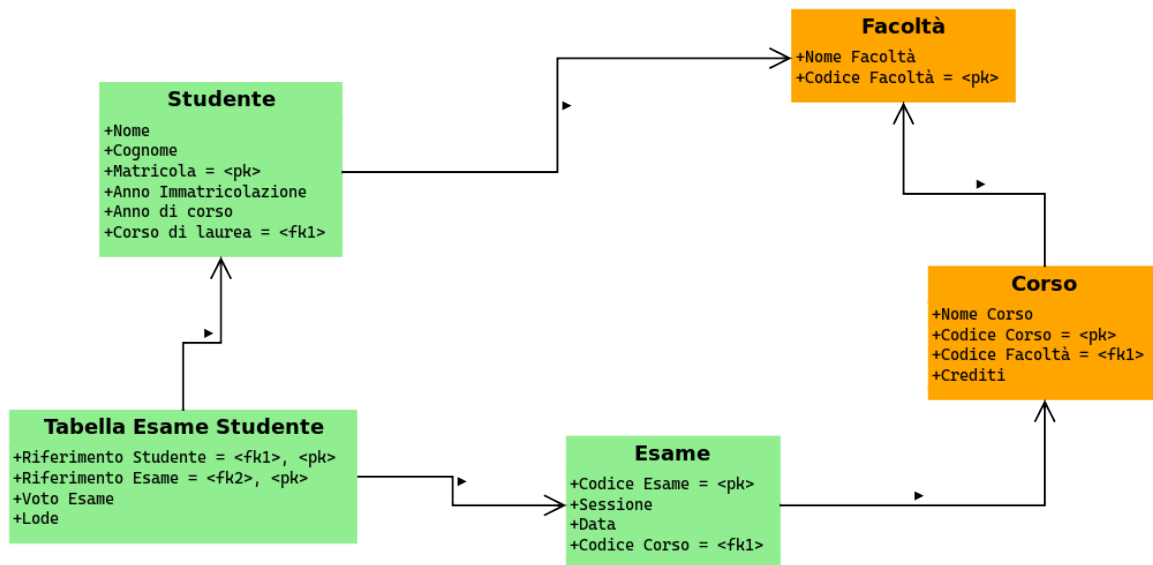 Facoltà
+Nome Facoltà
+Codice Facoltà = <pk>
Studente
+Nome
+Cognome
+Matricola = <pk>
+Anno Immatricolazione
+Anno di corso
+Corso di laurea = <fk1>
Corso
+Nome Corso
+Codice Corso = <pk>
+Codice Facoltà = <fk1>
+Crediti
Tabella Esame Studente
+Riferimento Studente = <fk1>, <pk>
+Riferimento Esame = <fk2>, <pk>
+Voto Esame
+Lode
Esame
+Codice Esame = <pk>
+Sessione
+Data
+Codice Corso = <fk1>